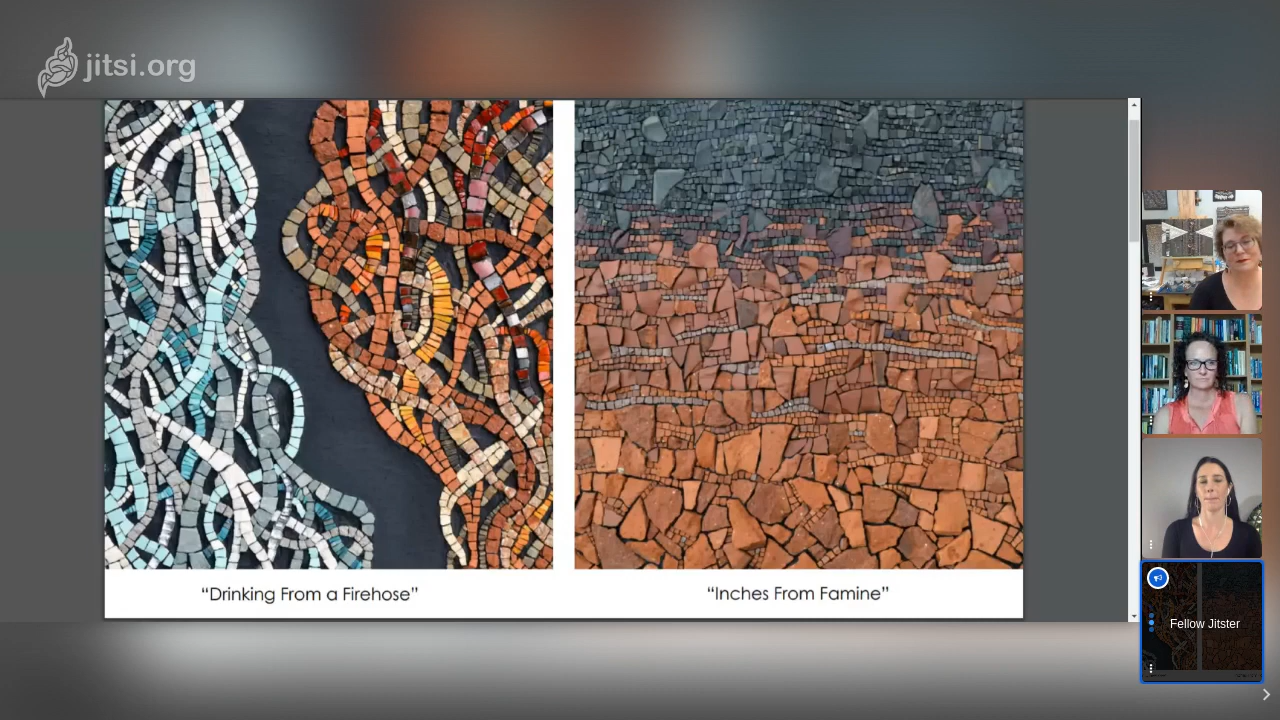 jitsi.org
“Drinking From a Firehose”
“Inches From Famine”
Fellow Jitster